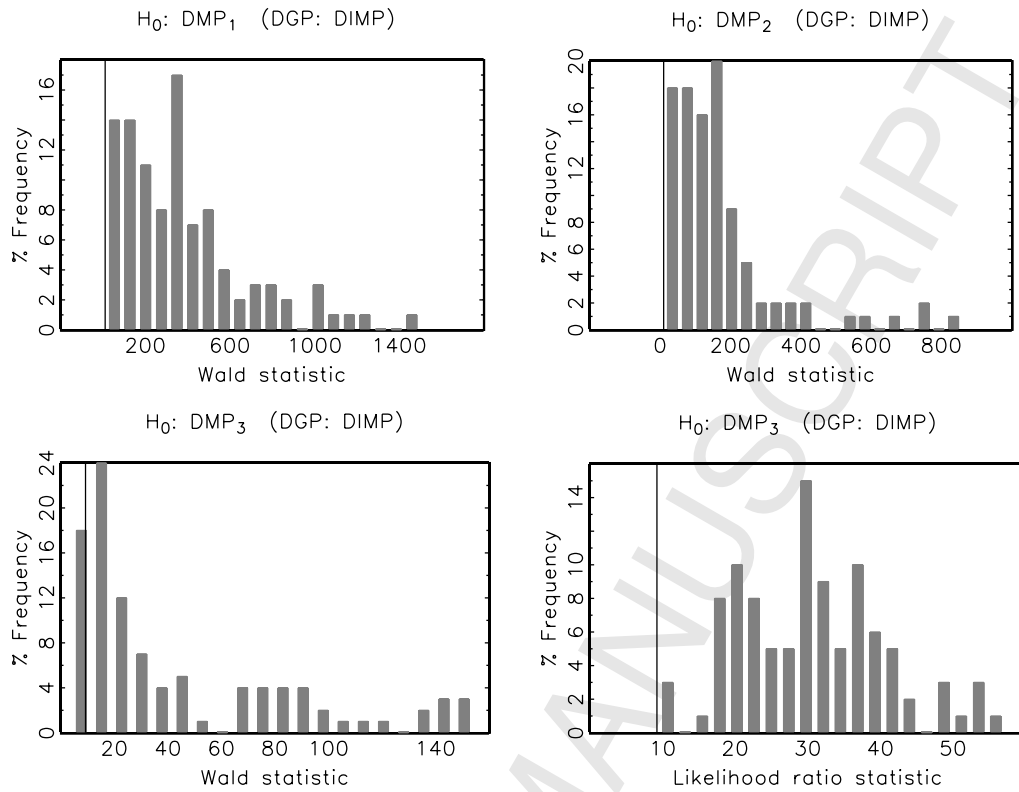 H0: DMP1 (DGP: DIMP)
% Frequency
0 2 4 6 8 12 16
200 600 1000 1400
Wald statistic
H0: DMP2 (DGP: DIMP)
% Frequency
0 4 8 12 16 20
0 200 400 600 800
Wald statistic
H0: DMP3 (DGP: DIMP)
% Frequency
0 4 8 12 16 20 24
20 40 60 80 100 140
Wald statistic
H0: DMP3 (DGP: DIMP)
% Frequency
0 2 4 6 8 10 14
10 20 30 40 50
Likelihood ratio statistic
MANUSCRIPT